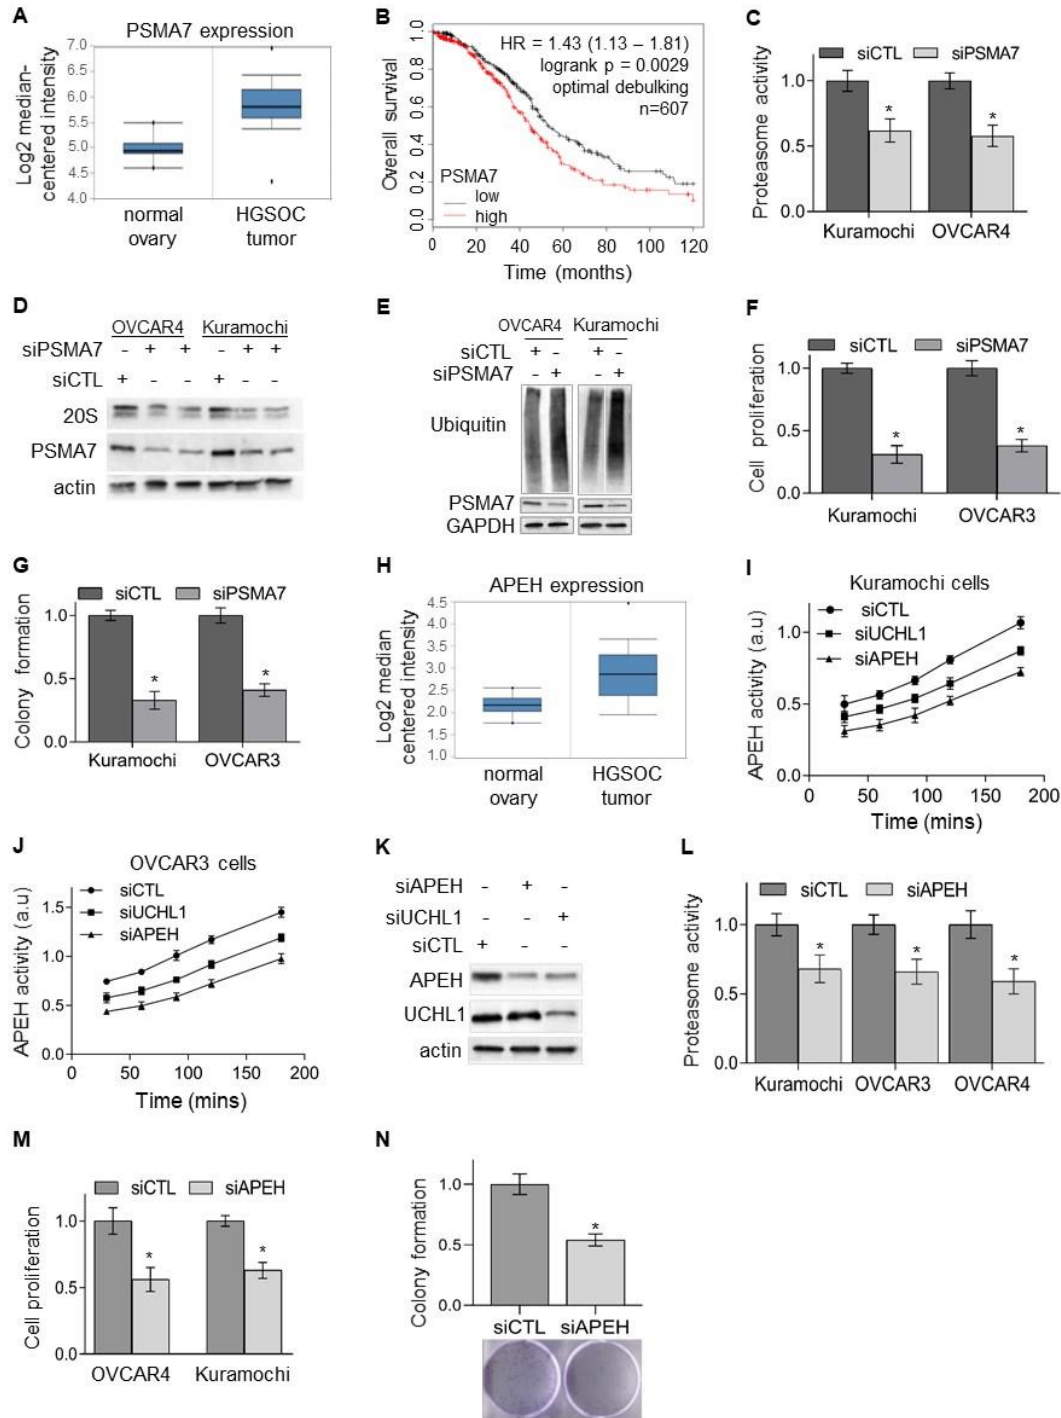 A
PSMA7 expression
Log2 median-
centered intensity
7.0
6.5
6.0
5.5
5.0
4.5
4.0
normal
ovary
HGSOC
tumor
B
HR = 1.43 (1.13 – 1.81)
logrank p = 0.0029
optimal debulking
n=607
Overall survival
1.0
0.8
0.6
0.4
0.2
0.0
PSMA7
low
high
0 20 40 60 80 100 120
Time (months)
C
siCTL siPSMA7
Proteasome activity
1.0
0.5
0.0
* *
Kuramochi OVCAR4
D
OVCAR4 Kuramochi
siPSMA7 - + + - + +
siCTL + - - + - -
20S
PSMA7
actin
E
OVCAR4 Kuramochi
siCTL + - + -
siPSMA7 - + - +
Ubiquitin
PSMA7
GAPDH
F
siCTL siPSMA7
Cell proliferation
1.0
0.5
0.0
* *
Kuramochi OVCAR3
G
siCTL siPSMA7
Colony formation
1.0
0.5
0.0
* *
Kuramochi OVCAR3
H
APEH expression
Log2 median
centered intensity
4.5
3.5
3.0
2.5
2.0
1.5
1.0
normal
ovary
HGSOC
tumor
I
Kuramochi cells
siCTL
siUCHL1
siAPEH
APEH activity (a.u)
1.0
0.5
0.0
0 50 100 150 200
Time (mins)
J
OVCAR3 cells
siCTL
siUCHL1
siAPEH
APEH activity (a.u)
1.5
1.0
0.5
0.0
0 50 100 150 200
Time (mins)
K
siAPEH - + -
siUCHL1 - - +
siCTL + - -
APEH
UCHL1
actin
L
siCTL siAPEH
Proteasome activity
1.0
0.5
0.0
* * *
Kuramochi OVCAR3 OVCAR4
M
siCTL siAPEH
Cell proliferation
1.0
0.5
0.0
* *
OVCAR4 Kuramochi
N
Colony formation
1.0
0.5
0.0
*
siCTL siAPEH